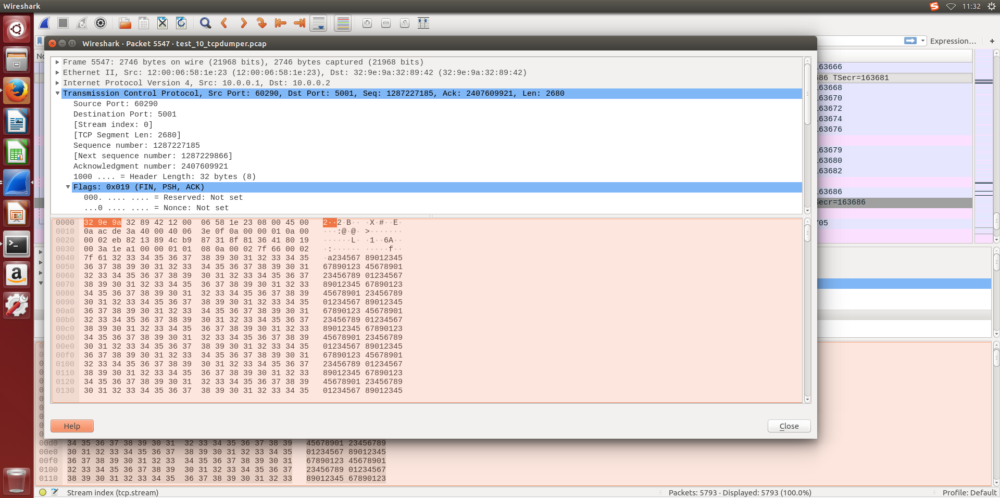 Wireshark
11:32
Expression…
+
Wireshark · Packet 5547 · test_10_tcpdumper.pcap
Frame 5547: 2746 bytes on wire (21968 bits), 2746 bytes captured (21968 bits)
Ethernet II, Src: 12:00:06:58:1e:23 (12:00:06:58:1e:23), Dst: 32:9e:9a:32:89:42 (32:9e:9a:32:89:42)
Internet Protocol Version 4, Src: 10.0.0.1, Dst: 10.0.0.2
Transmission Control Protocol, Src Port: 60290, Dst Port: 5001, Seq: 1287227185, Ack: 2407609921, Len: 2680
Source Port: 60290
Destination Port: 5001
[Stream index: 0]
[TCP Segment Len: 2680]
Sequence number: 1287227185
[Next sequence number: 1287229866]
Acknowledgment number: 2407609921
1000 .... = Header Length: 32 bytes (8)
Flags: 0x019 (FIN, PSH, ACK)
000. .... .... = Reserved: Not set
...0 .... .... = Nonce: Not set
0000 32 9e 9a 32 89 42 12 00 06 58 1e 23 08 00 45 00 2··2·B·· ·X·#··E·
0010 0a ac de 3a 40 00 40 06 3e 0f 0a 00 00 01 0a 00 ···:@·@· >·······
0020 00 02 eb 82 13 89 4c b9 87 31 8f 81 36 41 80 19 ······L· ·1··6A··
0030 00 3a 1e a1 00 00 01 01 08 0a 00 02 7f 66 00 02 ·:······ ·····f··
0040 7f 61 32 33 34 35 36 37 38 39 30 31 32 33 34 35 ·a234567 89012345
0050 36 37 38 39 30 31 32 33 34 35 36 37 38 39 30 31 67890123 45678901
0060 32 33 34 35 36 37 38 39 30 31 32 33 34 35 36 37 23456789 01234567
0070 38 39 30 31 32 33 34 35 36 37 38 39 30 31 32 33 89012345 67890123
0080 34 35 36 37 38 39 30 31 32 33 34 35 36 37 38 39 45678901 23456789
0090 30 31 32 33 34 35 36 37 38 39 30 31 32 33 34 35 01234567 89012345
00a0 36 37 38 39 30 31 32 33 34 35 36 37 38 39 30 31 67890123 45678901
00b0 32 33 34 35 36 37 38 39 30 31 32 33 34 35 36 37 23456789 01234567
00c0 38 39 30 31 32 33 34 35 36 37 38 39 30 31 32 33 89012345 67890123
00d0 34 35 36 37 38 39 30 31 32 33 34 35 36 37 38 39 45678901 23456789
00e0 30 31 32 33 34 35 36 37 38 39 30 31 32 33 34 35 01234567 89012345
00f0 36 37 38 39 30 31 32 33 34 35 36 37 38 39 30 31 67890123 45678901
0100 32 33 34 35 36 37 38 39 30 31 32 33 34 35 36 37 23456789 01234567
0110 38 39 30 31 32 33 34 35 36 37 38 39 30 31 32 33 89012345 67890123
0120 34 35 36 37 38 39 30 31 32 33 34 35 36 37 38 39 45678901 23456789
0130 30 31 32 33 34 35 36 37 38 39 30 31 32 33 34 35 01234567 89012345
Help
Close
163666
TSecr=163681
163668
163670
163672
163674
163676
163679
163680
163682
163686
ecr=163686
705
00d0 34 35 36 37 38 39 30 31 32 33 34 35 36 37 38 39 45678901 23456789
00e0 30 31 32 33 34 35 36 37 38 39 30 31 32 33 34 35 01234567 89012345
00f0 36 37 38 39 30 31 32 33 34 35 36 37 38 39 30 31 67890123 45678901
0100 32 33 34 35 36 37 38 39 30 31 32 33 34 35 36 37 23456789 01234567
0110 38 39 30 31 32 33 34 35 36 37 38 39 30 31 32 33 89012345 67890123
Stream index (tcp.stream)
Packets: 5793 · Displayed: 5793 (100.0%)
Profile: Default